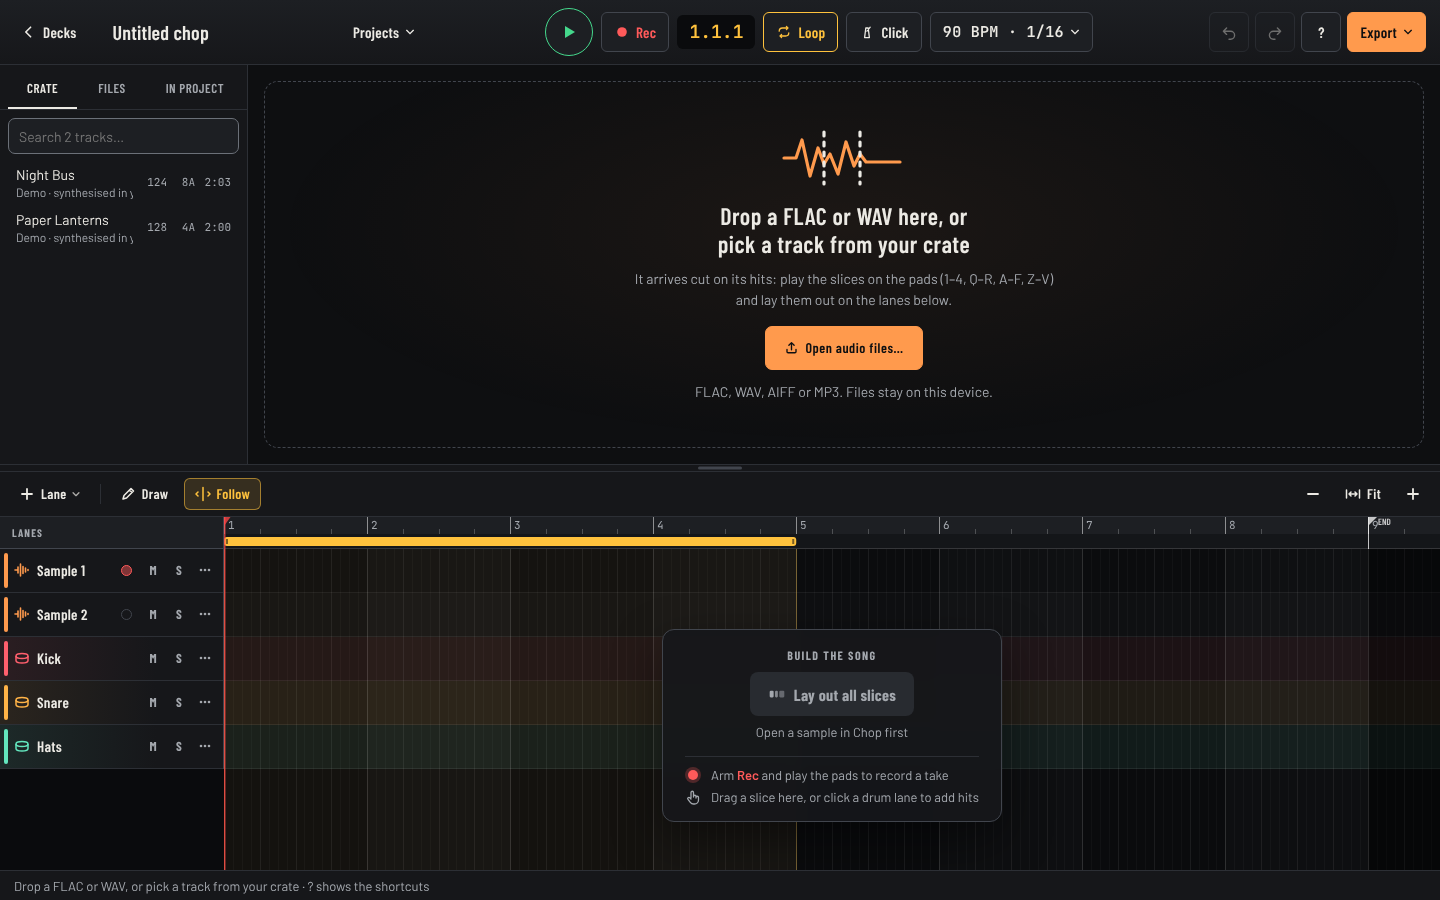 Decks
Untitled chop
Projects
Rec
1.1.1
Loop
Click
90 BPM · 1/16
?
Export
CRATE
FILES
IN PROJECT
Search 2 tracks...
Night Bus
Demo · synthesised in
124 8A 2:03
Paper Lanterns
Demo · synthesised in
128 4A 2:00
Drop a FLAC or WAV here, or
pick a track from your crate
It arrives cut on its hits: play the slices on the pads (1–4, Q–R, A–F, Z–V)
and lay them out on the lanes below.
Open audio files...
FLAC, WAV, AIFF or MP3. Files stay on this device.
Lane
Draw
Follow
Fit
LANES
1 2 3 4 5 6 7 8 9 END
Sample 1 M S
Sample 2 M S
Kick M S
Snare M S
Hats M S
BUILD THE SONG
Lay out all slices
Open a sample in Chop first
Arm Rec and play the pads to record a take
Drag a slice here, or click a drum lane to add hits
Drop a FLAC or WAV, or pick a track from your crate · ? shows the shortcuts